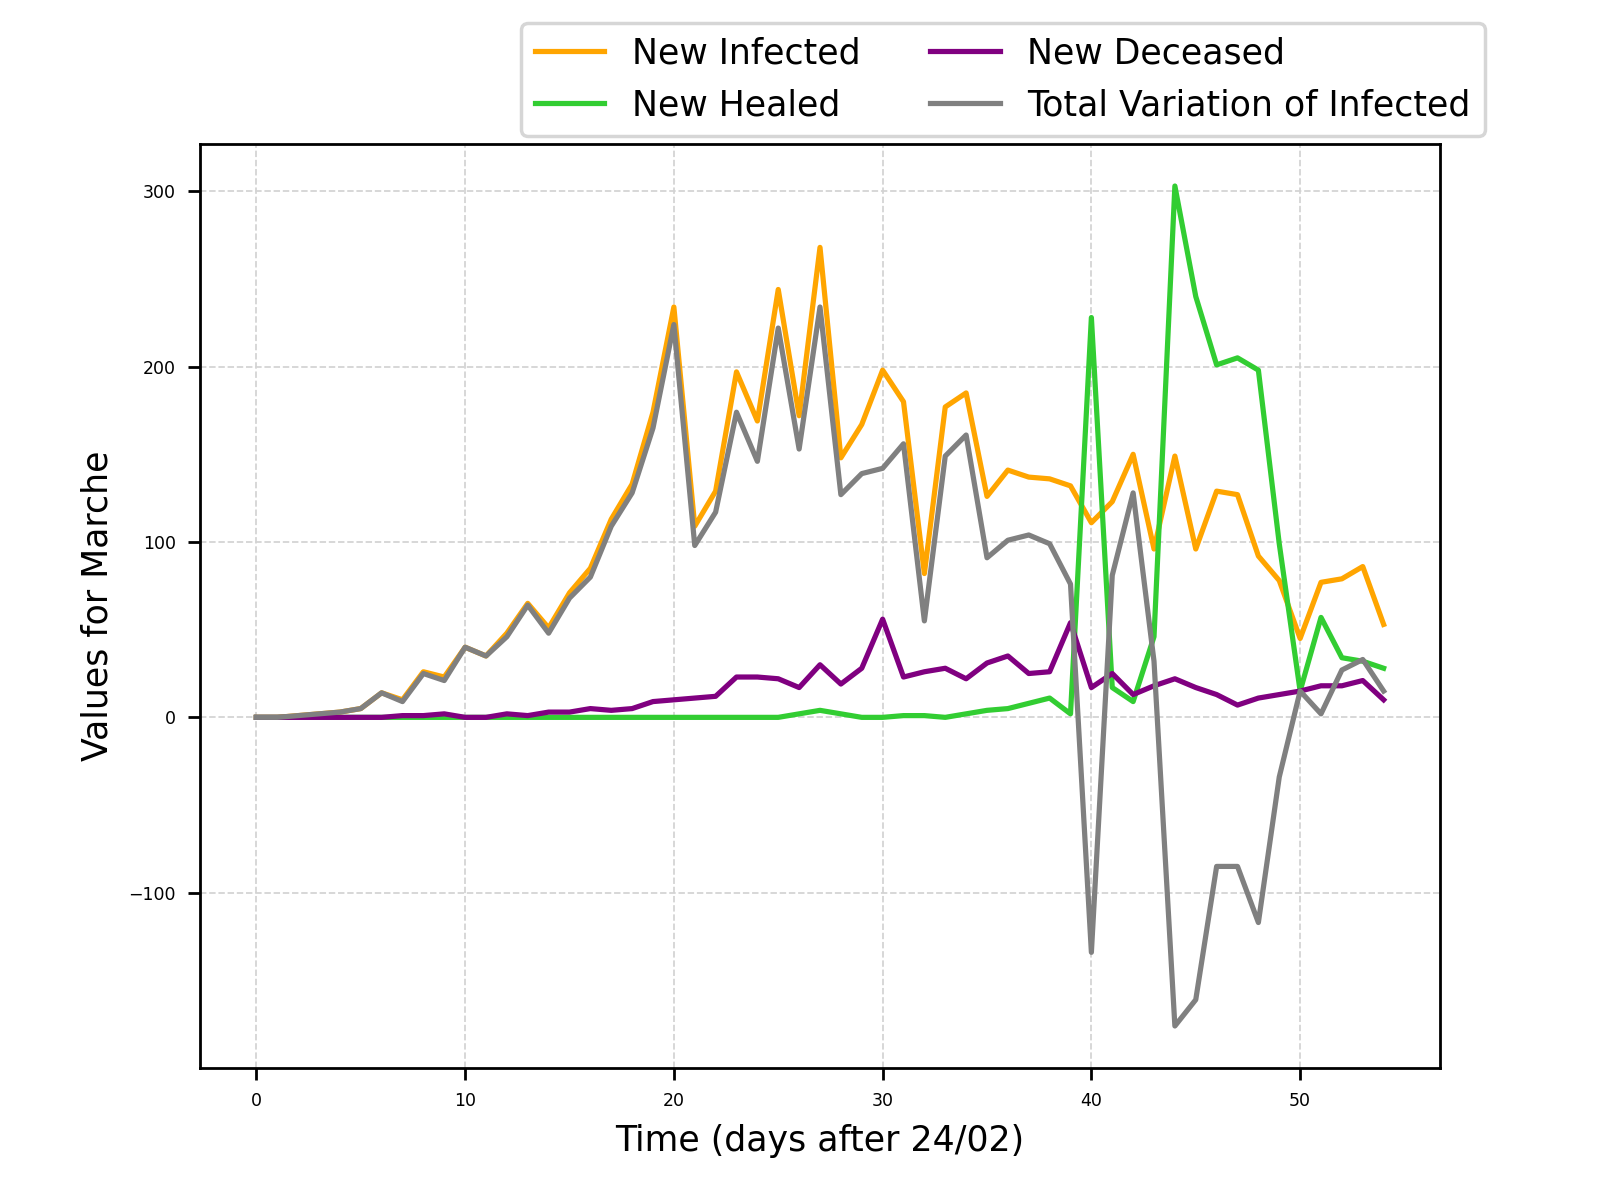 New Infected New Deceased
New Healed Total Variation of Infected
300
200
100
0
−100
Values for Marche
0 10 20 30 40 50
Time (days after 24/02)